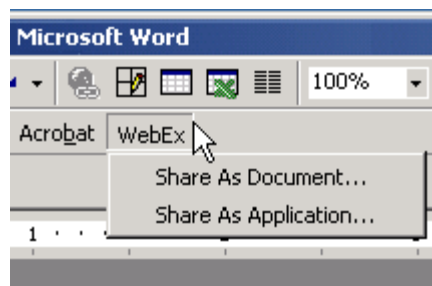 Microsoft Word
100%
Acrobat WebEx
Share As Document...
Share As Application...
1